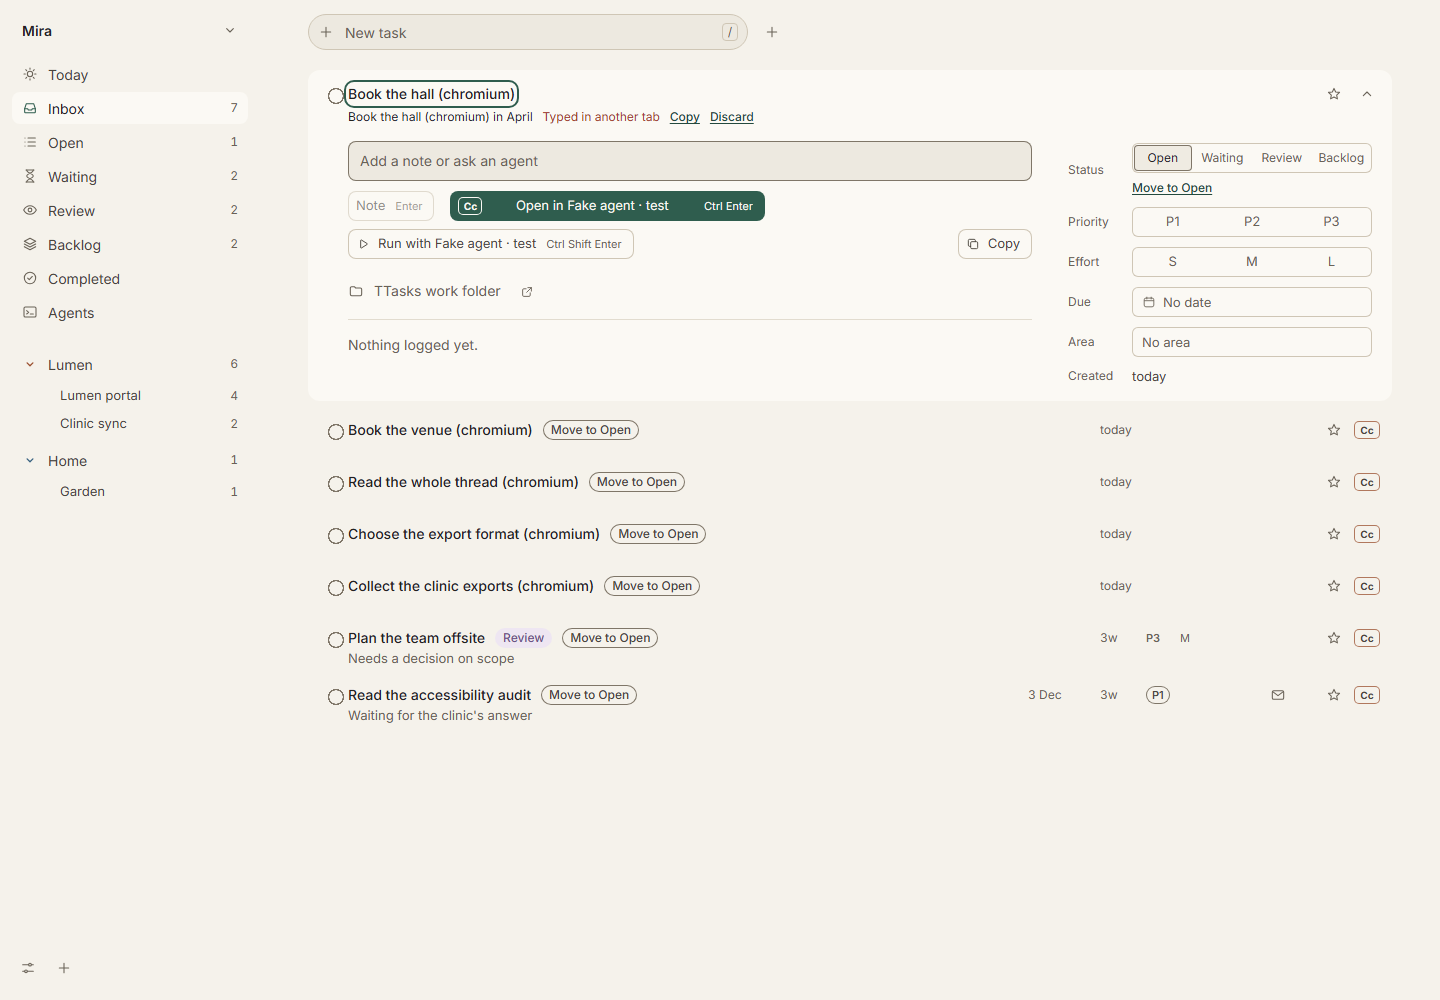 Mira
Today
Inbox 7
Open 1
Waiting 2
Review 2
Backlog 2
Completed
Agents
Lumen 6
Lumen portal 4
Clinic sync 2
Home 1
Garden 1
New task /
Book the hall (chromium)
Book the hall (chromium) in April Typed in another tab Copy Discard
Add a note or ask an agent
Note Enter Cc Open in Fake agent · test Ctrl Enter
Run with Fake agent · test Ctrl Shift Enter Copy
TTasks work folder
Nothing logged yet.
Status Open Waiting Review Backlog
Move to Open
Priority P1 P2 P3
Effort S M L
Due No date
Area No area
Created today
Book the venue (chromium) Move to Open today Cc
Read the whole thread (chromium) Move to Open today Cc
Choose the export format (chromium) Move to Open today Cc
Collect the clinic exports (chromium) Move to Open today Cc
Plan the team offsite Review Move to Open 3w P3 M Cc
Needs a decision on scope
Read the accessibility audit Move to Open 3 Dec 3w P1 Cc
Waiting for the clinic's answer